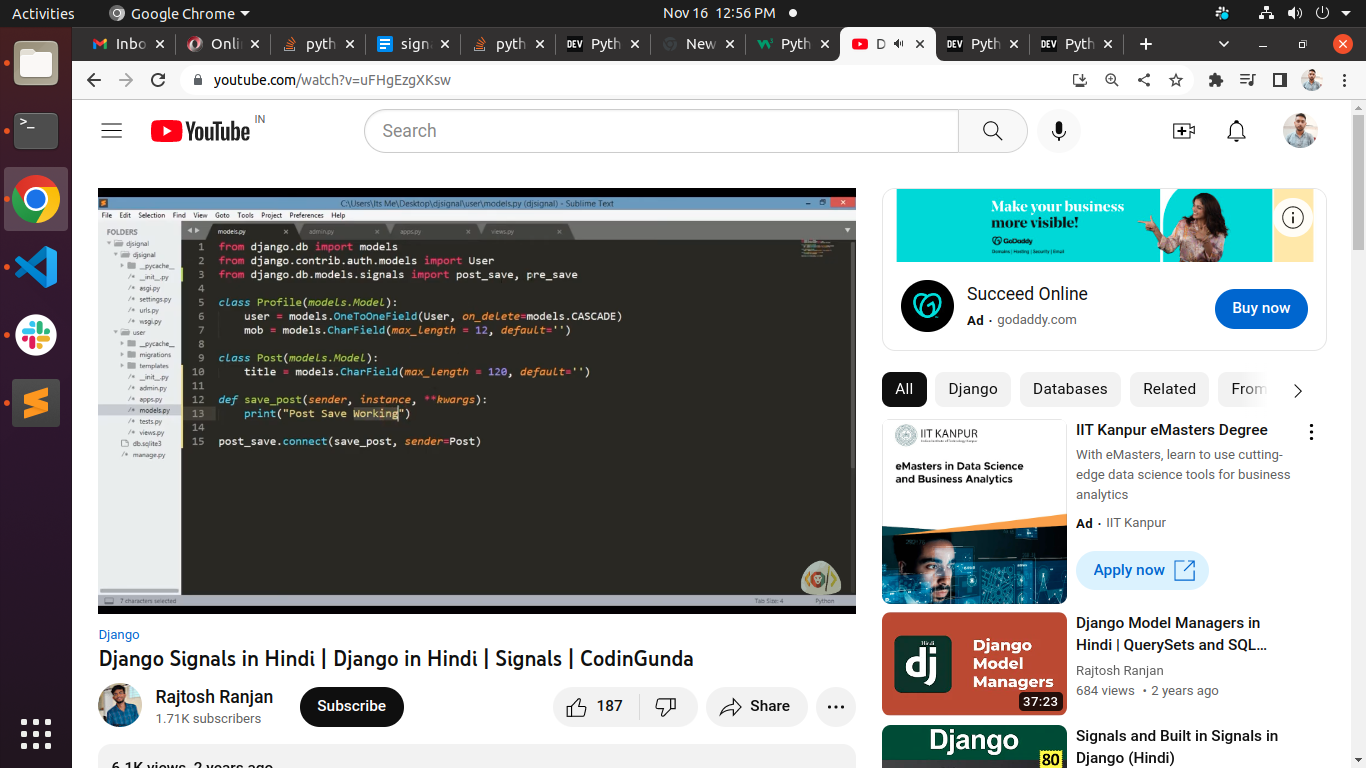 Activities
Google Chrome
Nov 16 12:56 PM
Inbo
Onli
pyth
sign
pyth
Pyth
New
Pyth
D
Pyth
Pyth
youtube.com/watch?v=uFHgEzgXKsw
YouTube IN
Search
C:\Users\Its Me\Desktop\djsignal\user\models.py (djsignal) - Sublime Text
File Edit Selection Find View Goto Tools Project Preferences Help
FOLDERS
djsignal
djsignal
__pycache__
__init__.py
asgi.py
settings.py
urls.py
wsgi.py
user
__pycache__
migrations
templates
__init__.py
admin.py
apps.py
models.py
tests.py
views.py
db.sqlite3
manage.py
models.py admin.py apps.py views.py
1 from django.db import models
2 from django.contrib.auth.models import User
3 from django.db.models.signals import post_save, pre_save
4
5 class Profile(models.Model):
6 user = models.OneToOneField(User, on_delete=models.CASCADE)
7 mob = models.CharField(max_length = 12, default='')
8
9 class Post(models.Model):
10 title = models.CharField(max_length = 120, default='')
11
12 def save_post(sender, instance, **kwargs):
13 print("Post Save Working")
14
15 post_save.connect(save_post, sender=Post)
7 characters selected
Tab Size: 4
Python
Django
Django Signals in Hindi | Django in Hindi | Signals | CodinGunda
Rajtosh Ranjan
1.71K subscribers
Subscribe
187
Share
6.1K views 2 years ago
Make your business
more visible!
GoDaddy
Domains | Hosting | Security | Email
Succeed Online
Ad · godaddy.com
Buy now
All
Django
Databases
Related
From
IIT KANPUR
eMasters in Data Science
and Business Analytics
IIT Kanpur eMasters Degree
With eMasters, learn to use cutting-
edge data science tools for business
analytics
Ad · IIT Kanpur
Apply now
Hindi
dj
Django
Model
Managers
37:23
Django Model Managers in
Hindi | QuerySets and SQL…
Rajtosh Ranjan
684 views • 2 years ago
Django
80
Signals and Built in Signals in
Django (Hindi)